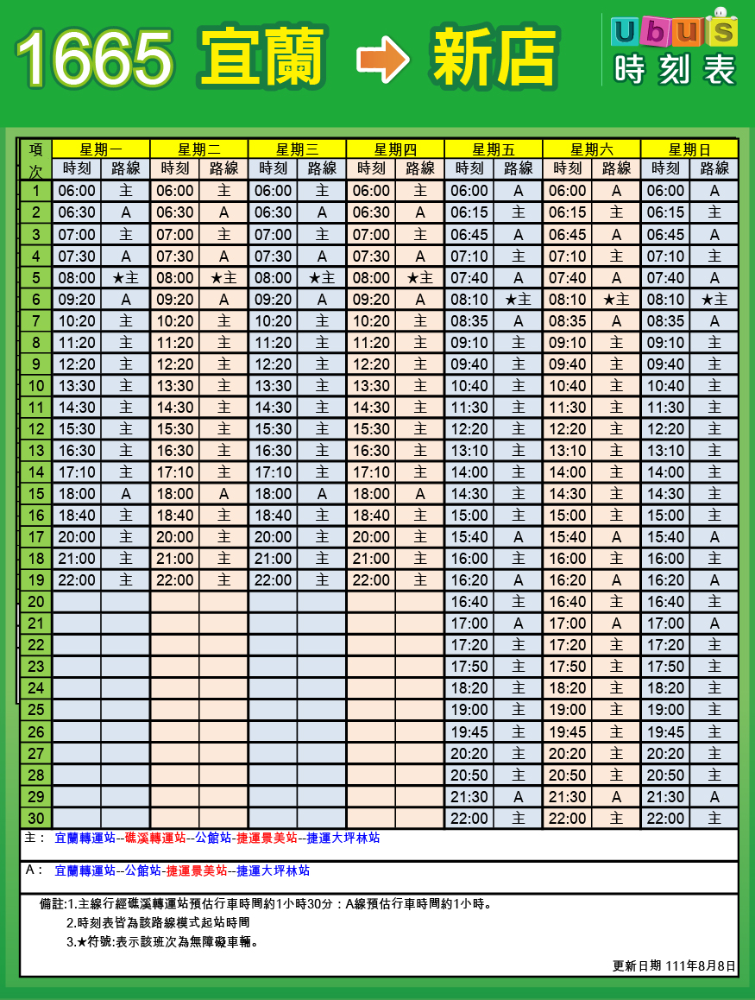 1665 宜蘭 新店
Ubus
時刻表
項次 星期一 星期二 星期三 星期四 星期五 星期六 星期日
時刻 路線 時刻 路線 時刻 路線 時刻 路線 時刻 路線 時刻 路線 時刻 路線
1 06:00 主 06:00 主 06:00 主 06:00 主 06:00 A 06:00 A 06:00 A
2 06:30 A 06:30 A 06:30 A 06:30 A 06:15 主 06:15 主 06:15 主
3 07:00 主 07:00 主 07:00 主 07:00 主 06:45 A 06:45 A 06:45 A
4 07:30 A 07:30 A 07:30 A 07:30 A 07:10 主 07:10 主 07:10 主
5 08:00 ★主 08:00 ★主 08:00 ★主 08:00 ★主 07:40 A 07:40 A 07:40 A
6 09:20 A 09:20 A 09:20 A 09:20 A 08:10 ★主 08:10 ★主 08:10 ★主
7 10:20 主 10:20 主 10:20 主 10:20 主 08:35 A 08:35 A 08:35 A
8 11:20 主 11:20 主 11:20 主 11:20 主 09:10 主 09:10 主 09:10 主
9 12:20 主 12:20 主 12:20 主 12:20 主 09:40 主 09:40 主 09:40 主
10 13:30 主 13:30 主 13:30 主 13:30 主 10:40 主 10:40 主 10:40 主
11 14:30 主 14:30 主 14:30 主 14:30 主 11:30 主 11:30 主 11:30 主
12 15:30 主 15:30 主 15:30 主 15:30 主 12:20 主 12:20 主 12:20 主
13 16:30 主 16:30 主 16:30 主 16:30 主 13:10 主 13:10 主 13:10 主
14 17:10 主 17:10 主 17:10 主 17:10 主 14:00 主 14:00 主 14:00 主
15 18:00 A 18:00 A 18:00 A 18:00 A 14:30 主 14:30 主 14:30 主
16 18:40 主 18:40 主 18:40 主 18:40 主 15:00 主 15:00 主 15:00 主
17 20:00 主 20:00 主 20:00 主 20:00 主 15:40 A 15:40 A 15:40 A
18 21:00 主 21:00 主 21:00 主 21:00 主 16:00 主 16:00 主 16:00 主
19 22:00 主 22:00 主 22:00 主 22:00 主 16:20 A 16:20 A 16:20 A
20 16:40 主 16:40 主 16:40 主
21 17:00 A 17:00 A 17:00 A
22 17:20 主 17:20 主 17:20 主
23 17:50 主 17:50 主 17:50 主
24 18:20 主 18:20 主 18:20 主
25 19:00 主 19:00 主 19:00 主
26 19:45 主 19:45 主 19:45 主
27 20:20 主 20:20 主 20:20 主
28 20:50 主 20:50 主 20:50 主
29 21:30 A 21:30 A 21:30 A
30 22:00 主 22:00 主 22:00 主
主： 宜蘭轉運站--礁溪轉運站--公館站-捷運景美站--捷運大坪林站
A： 宜蘭轉運站--公館站-捷運景美站--捷運大坪林站
備註:1.主線行經礁溪轉運站預估行車時間約1小時30分：A線預估行車時間約1小時。
2.時刻表皆為該路線模式起站時間
3.★符號:表示該班次為無障礙車輛。
更新日期 111年8月8日